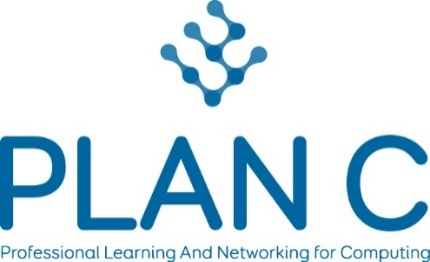 PLAN C
Professional Learning And Networking for Computing